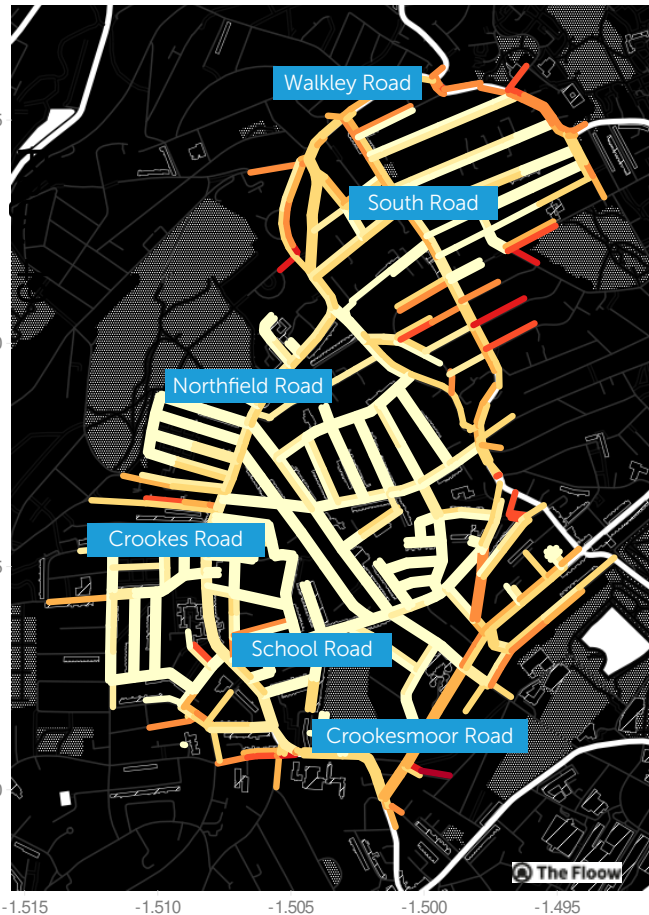 Walkley Road
South Road
Northfield Road
Crookes Road
School Road
Crookesmoor Road
The Floow
-1.515
-1.510
-1.505
-1.500
-1.495